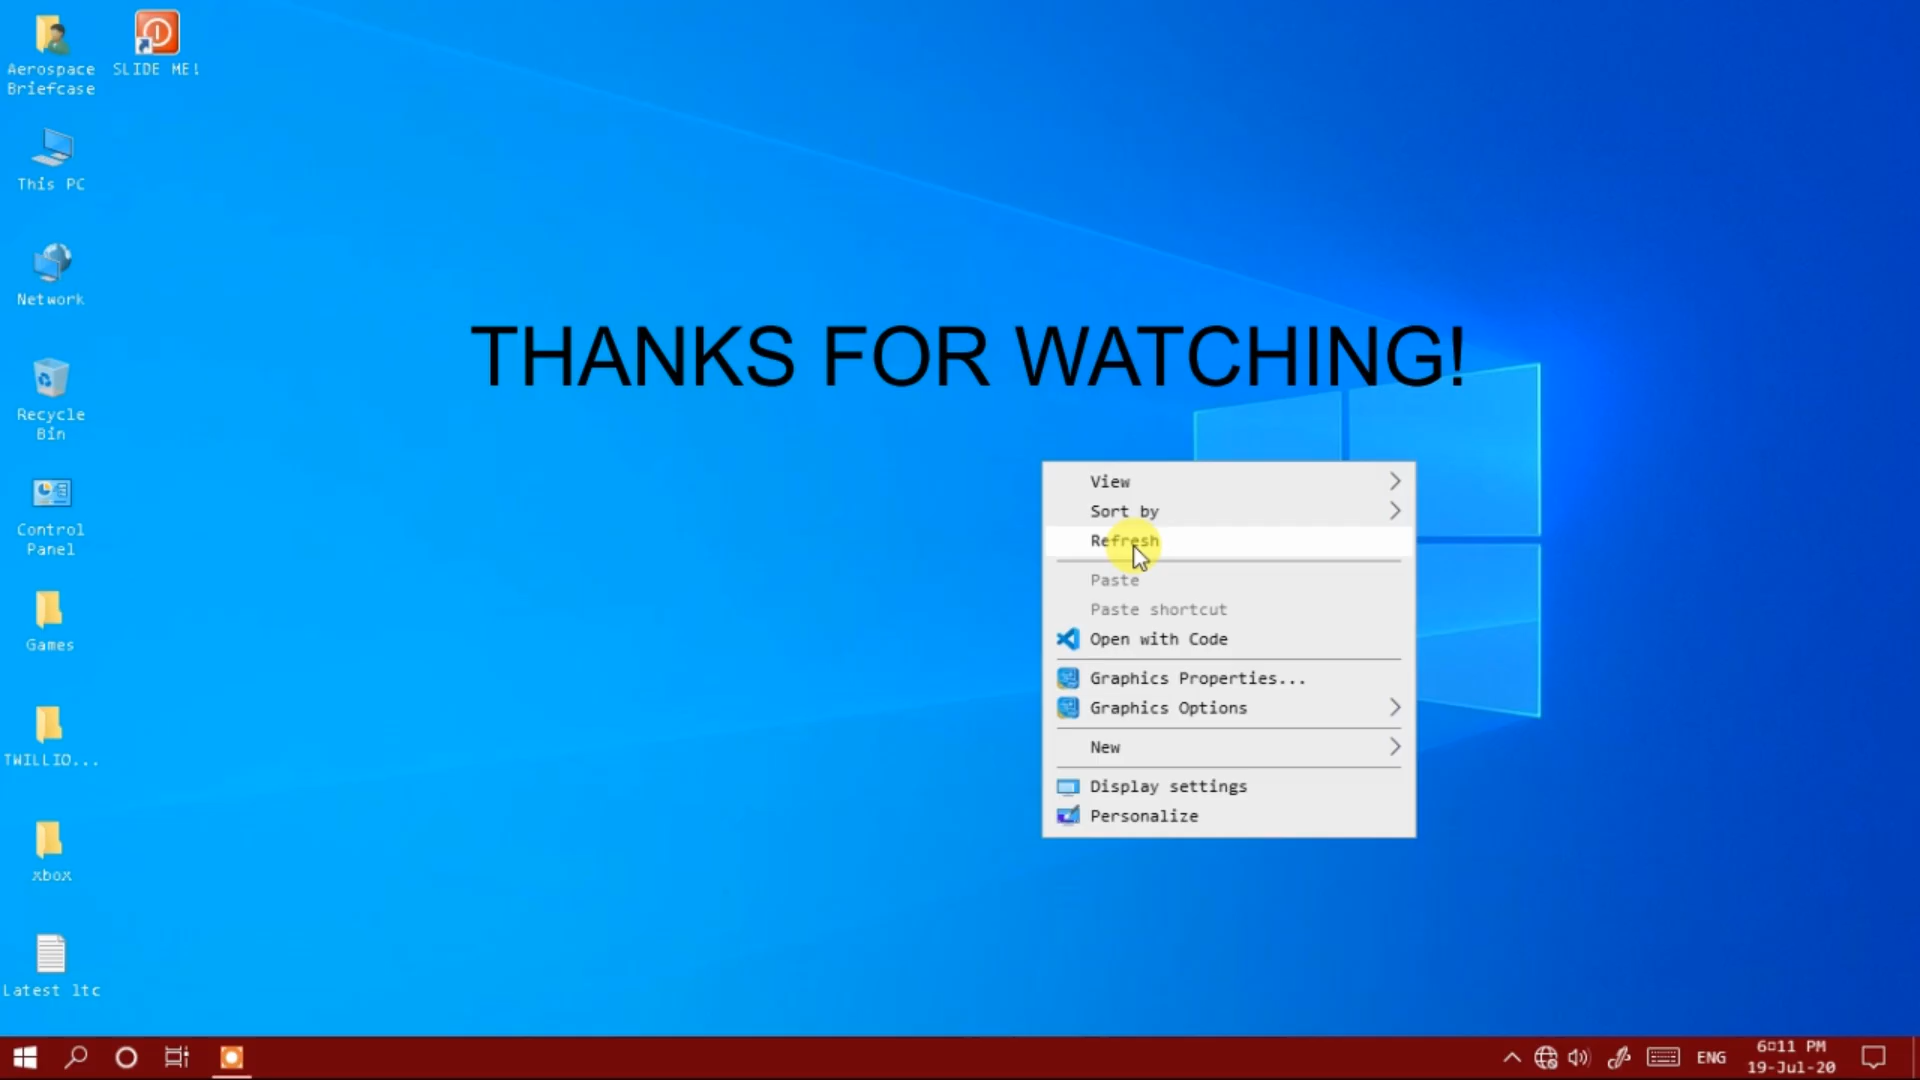 Aerospace
Briefcase
SLIDE ME!
This PC
Network
Recycle
Bin
Control
Panel
Games
TWILLIO...
xbox
Latest ltc
THANKS FOR WATCHING!
View
Sort by
Refresh
Paste
Paste shortcut
Open with Code
Graphics Properties...
Graphics Options
New
Display settings
Personalize
ENG
6□11 PM
19-Jul-20